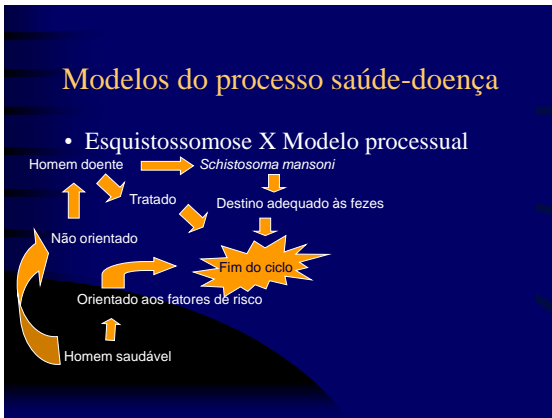 Modelos do processo saúde-doença
• Esquistossomose X Modelo processual
Homem doente
Schistosoma mansoni
Tratado
Destino adequado às fezes
Não orientado
Fim do ciclo
Orientado aos fatores de risco
Homem saudável